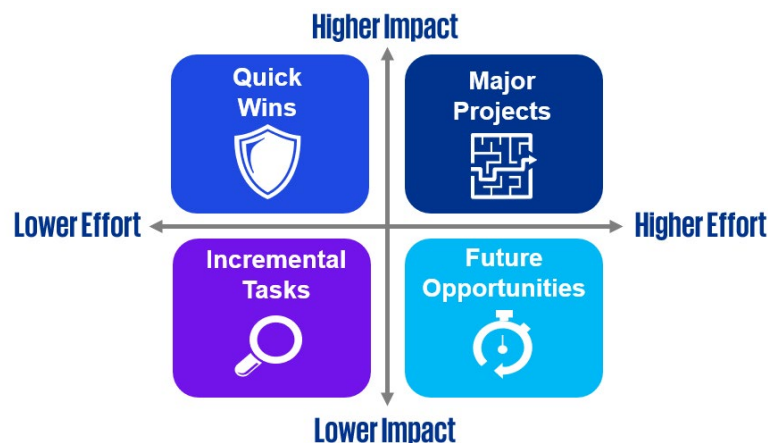 Higher Impact
Quick
Wins
Major
Projects
Lower Effort
Higher Effort
Incremental
Tasks
Future
Opportunities
Lower Impact